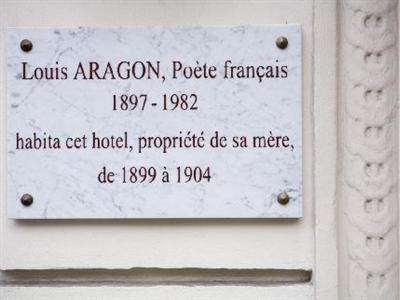 Louis ARAGON, Poète français
1897 - 1982
habita cet hotel, propriété de sa mère,
de 1899 à 1904